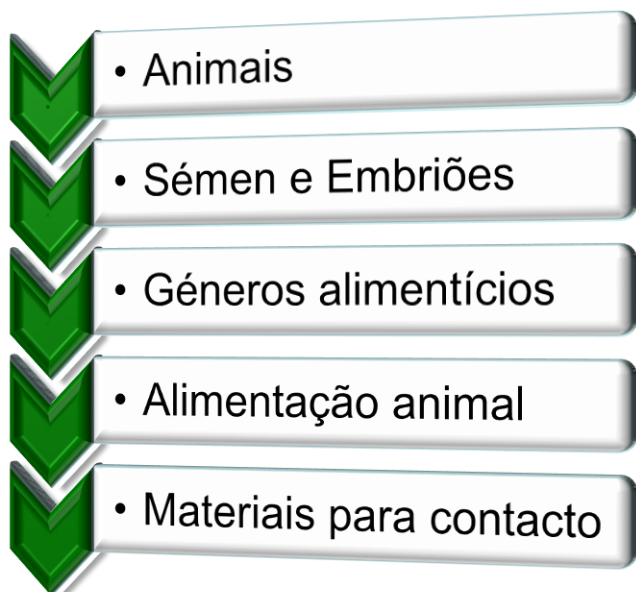 • Animais
• Sémen e Embriões
• Géneros alimentícios
• Alimentação animal
• Materiais para contacto